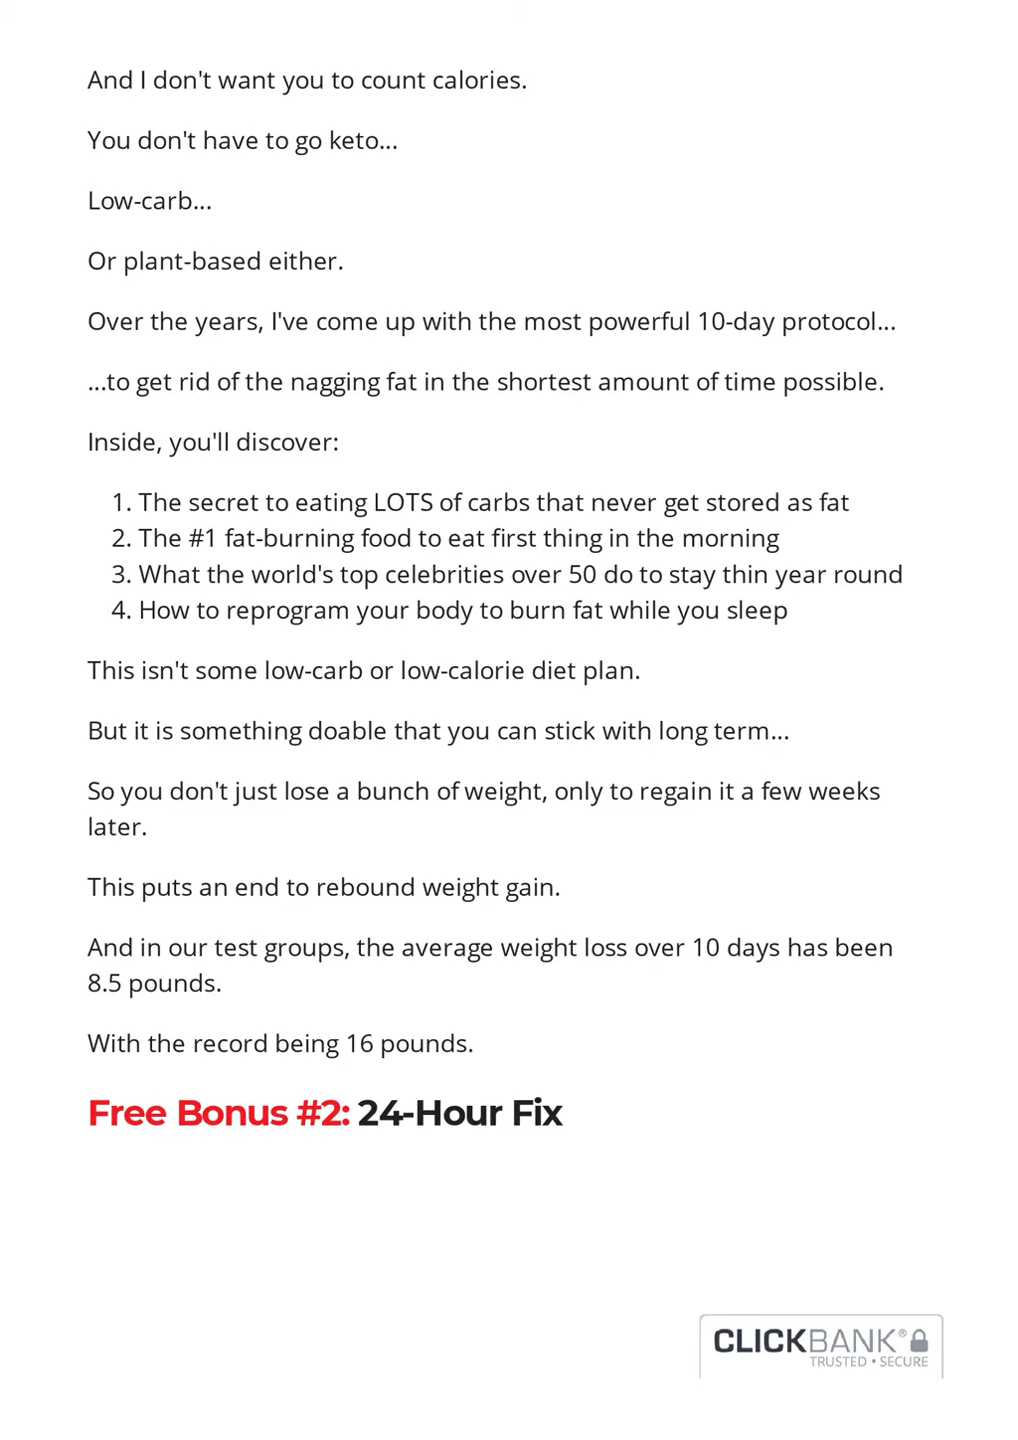 And I don't want you to count calories.
You don't have to go keto...
Low-carb...
Or plant-based either.
Over the years, I've come up with the most powerful 10-day protocol...
...to get rid of the nagging fat in the shortest amount of time possible.
Inside, you'll discover:
1. The secret to eating LOTS of carbs that never get stored as fat
2. The #1 fat-burning food to eat first thing in the morning
3. What the world's top celebrities over 50 do to stay thin year round
4. How to reprogram your body to burn fat while you sleep
This isn't some low-carb or low-calorie diet plan.
But it is something doable that you can stick with long term...
So you don't just lose a bunch of weight, only to regain it a few weeks
later.
This puts an end to rebound weight gain.
And in our test groups, the average weight loss over 10 days has been
8.5 pounds.
With the record being 16 pounds.
Free Bonus #2: 24-Hour Fix
CLICKBANK®
TRUSTED • SECURE